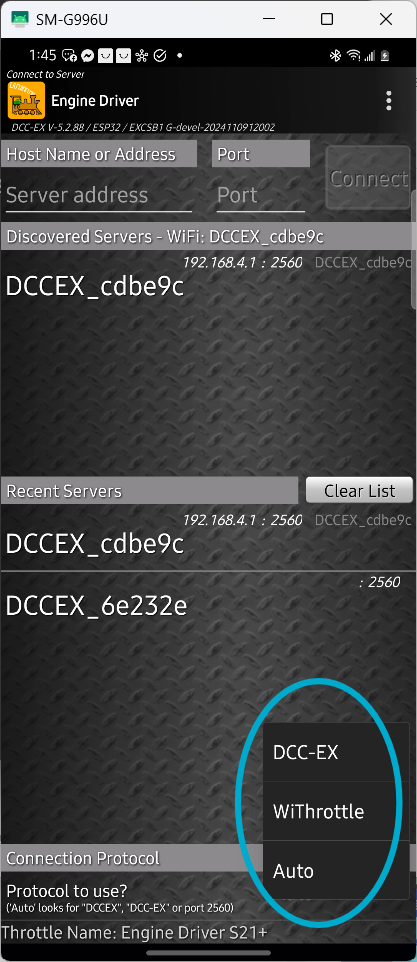 SM-G996U
1:45
Connect to Server
Engine Driver
DCC-EX V-5.2.88 / ESP32 / EXCSB1 G-devel-2024110912002
Host Name or Address Port
Connect
Server address Port
Discovered Servers - WiFi: DCCEX_cdbe9c
192.168.4.1 : 2560 DCCEX_cdbe9c
DCCEX_cdbe9c
Recent Servers Clear List
192.168.4.1 : 2560 DCCEX_cdbe9c
DCCEX_cdbe9c
: 2560
DCCEX_6e232e
DCC-EX
WiThrottle
Auto
Connection Protocol
Protocol to use?
('Auto' looks for "DCCEX", "DCC-EX" or port 2560)
Throttle Name: Engine Driver S21+